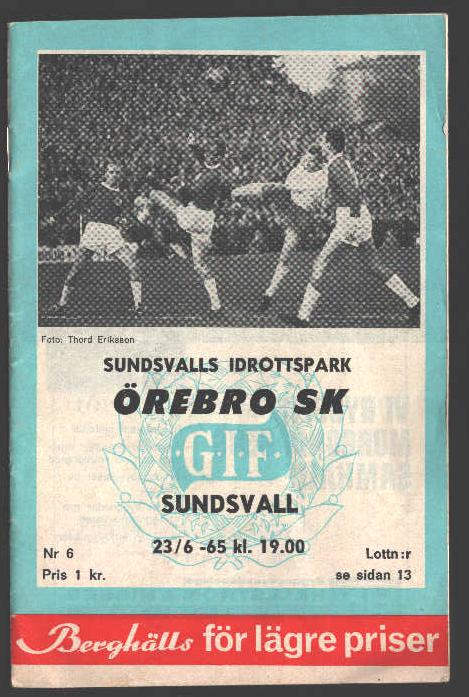 Foto: Thord Eriksson
SUNDSVALLS IDROTTSPARK
ÖREBRO SK
G.I.F.
SUNDSVALL
23/6 -65 kl. 19.00
Nr 6
Pris 1 kr.
Lottn:r
se sidan 13
Berghälls för lägre priser